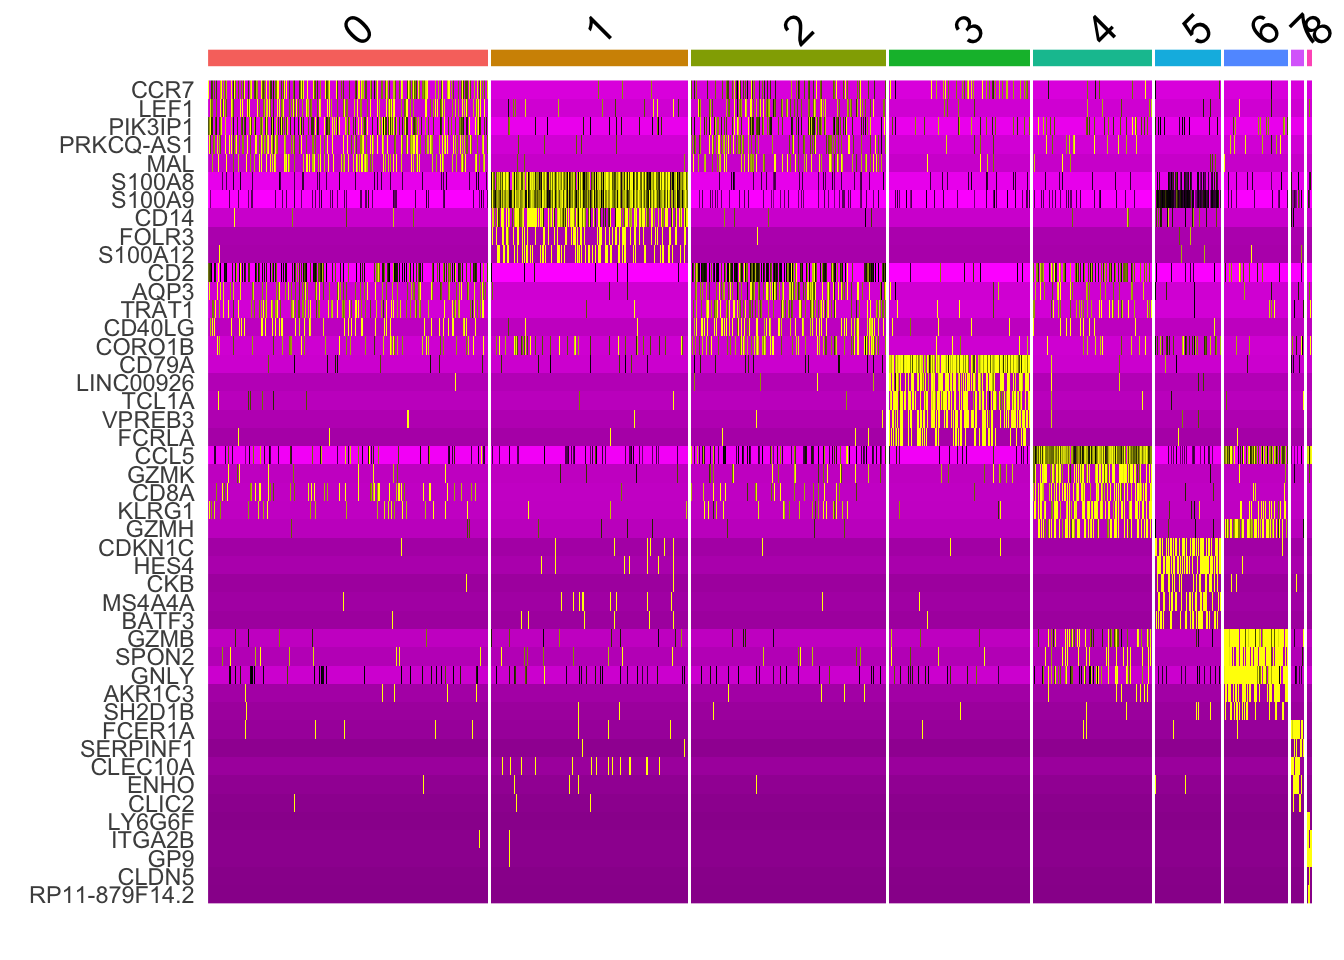 0 1 2 3 4 5 6 7 8
CCR7
LEF1
PIK3IP1
PRKCQ-AS1
MAL
S100A8
S100A9
CD14
FOLR3
S100A12
CD2
AQP3
TRAT1
CD40LG
CORO1B
CD79A
LINC00926
TCL1A
VPREB3
FCRLA
CCL5
GZMK
CD8A
KLRG1
GZMH
CDKN1C
HES4
CKB
MS4A4A
BATF3
GZMB
SPON2
GNLY
AKR1C3
SH2D1B
FCER1A
SERPINF1
CLEC10A
ENHO
CLIC2
LY6G6F
ITGA2B
GP9
CLDN5
RP11-879F14.2